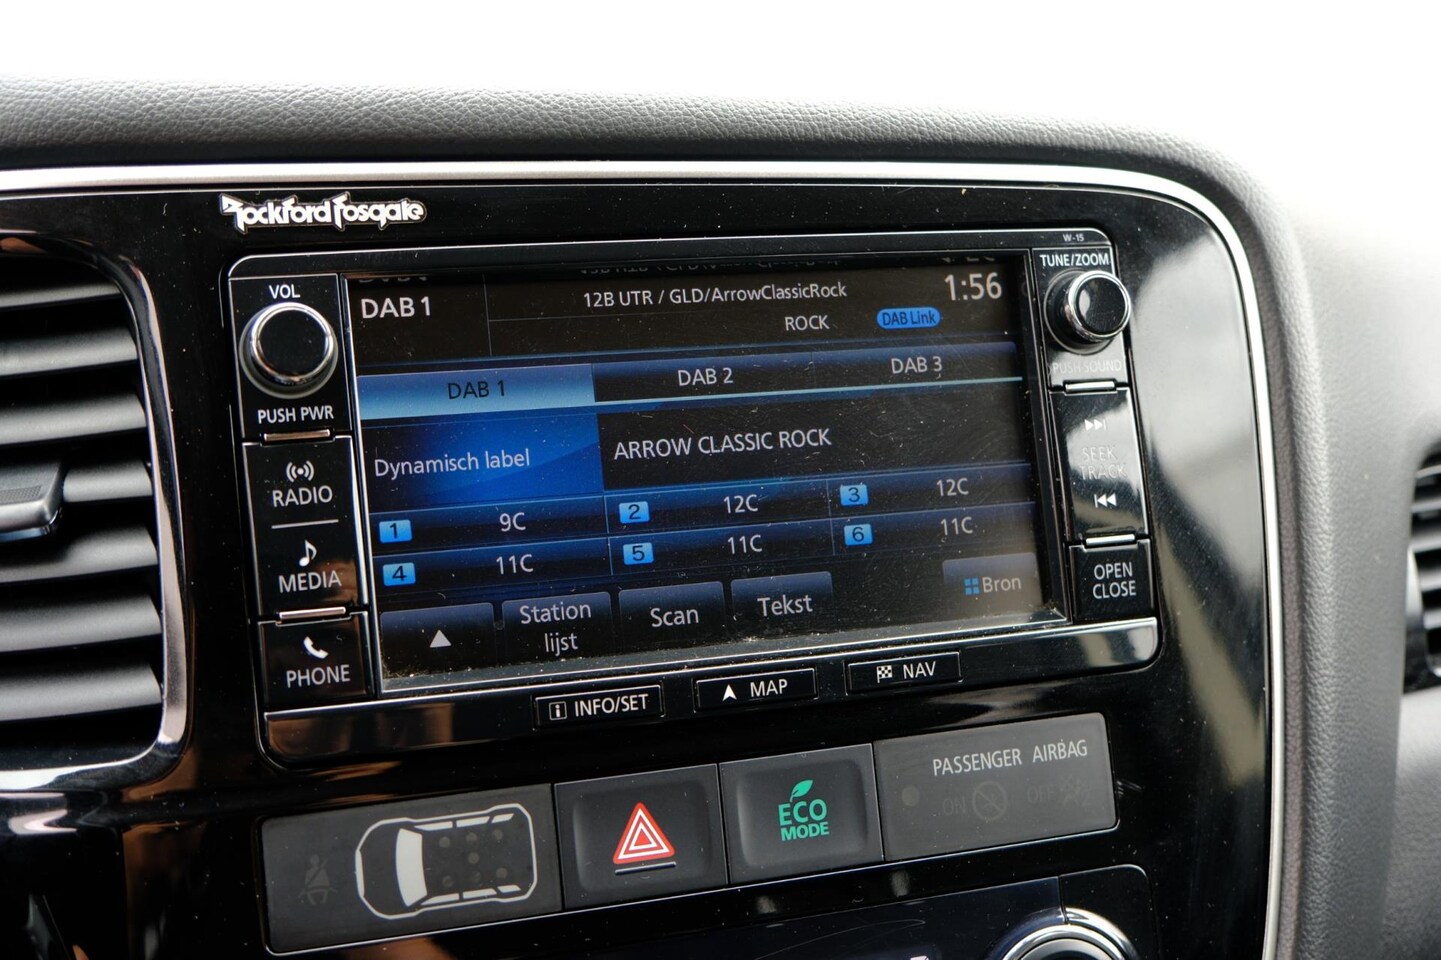 Rockford Fosgate
W-15
VOL
PUSH PWR
RADIO
MEDIA
PHONE
DAB 1
12B UTR / GLD/ArrowClassicRock
1:56
ROCK
DAB Link
DAB 1
DAB 2
DAB 3
Dynamisch label
ARROW CLASSIC ROCK
1
9C
2
12C
3
12C
4
11C
5
11C
6
11C
Station
lijst
Scan
Tekst
Bron
TUNE/ZOOM
PUSH SOUND
SEEK
TRACK
OPEN
CLOSE
INFO/SET
MAP
NAV
ECO
MODE
PASSENGER AIRBAG
ON
OFF